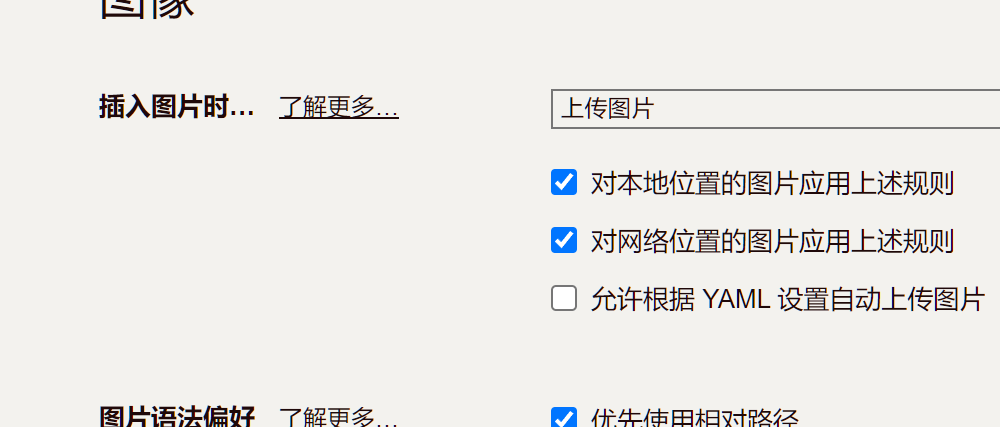 图像
插入图片时... 了解更多...
上传图片
对本地位置的图片应用上述规则
对网络位置的图片应用上述规则
允许根据 YAML 设置自动上传图片
图片语法偏好 了解更多...
优先使用相对路径